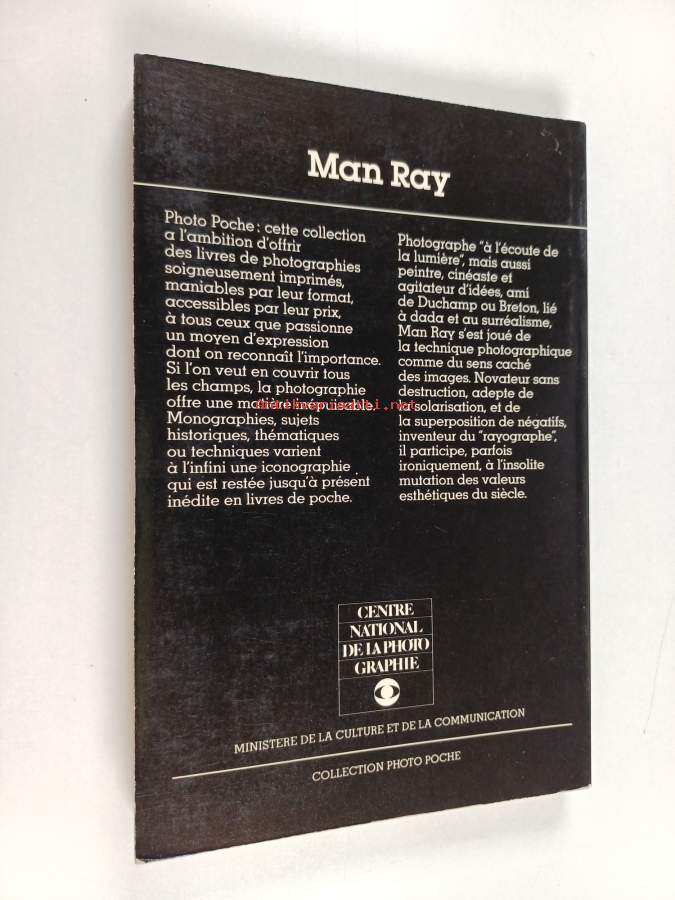 Man Ray
Photo Poche : cette collection
a l'ambition d'offrir
des livres de photographies
soigneusement imprimés,
maniables par leur format,
accessibles par leur prix,
à tous ceux que passionne
un moyen d'expression
dont on reconnaît l'importance.
Si l'on veut en couvrir tous
les champs, la photographie
offre une matière inépuisable.
Monographies, sujets
historiques, thématiques
ou techniques varient
à l'infini une iconographie
qui est restée jusqu'à présent
inédite en livres de poche.
Photographe "à l'écoute de
la lumière", mais aussi
peintre, cinéaste et
agitateur d'idées, ami
de Duchamp ou Breton, lié
à dada et au surréalisme,
Man Ray s'est joué de
la technique photographique
comme du sens caché
des images. Novateur sans
destruction, adepte de
la solarisation, et de
la superposition de négatifs,
inventeur du "rayographe",
il participe, parfois
ironiquement, à l'insolite
mutation des valeurs
esthétiques du siècle.
CENTRE
NATIONAL
DE LA PHOTO
GRAPHIE
MINISTERE DE LA CULTURE ET DE LA COMMUNICATION
COLLECTION PHOTO POCHE